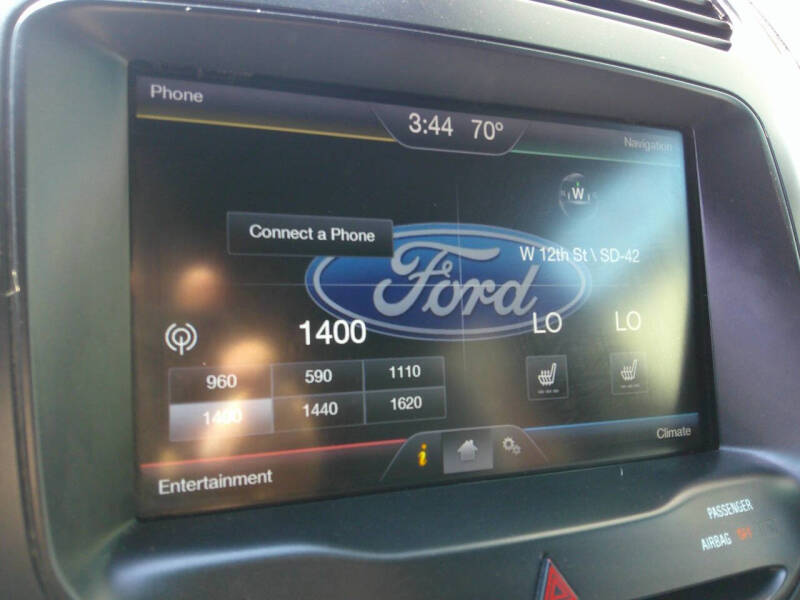 Phone
3:44 70°
Navigation
W
Connect a Phone
W 12th St \ SD-42
Ford
1400
LO LO
960 590 1110
1400 1440 1620
i
Climate
Entertainment
PASSENGER
AIRBAG OFF